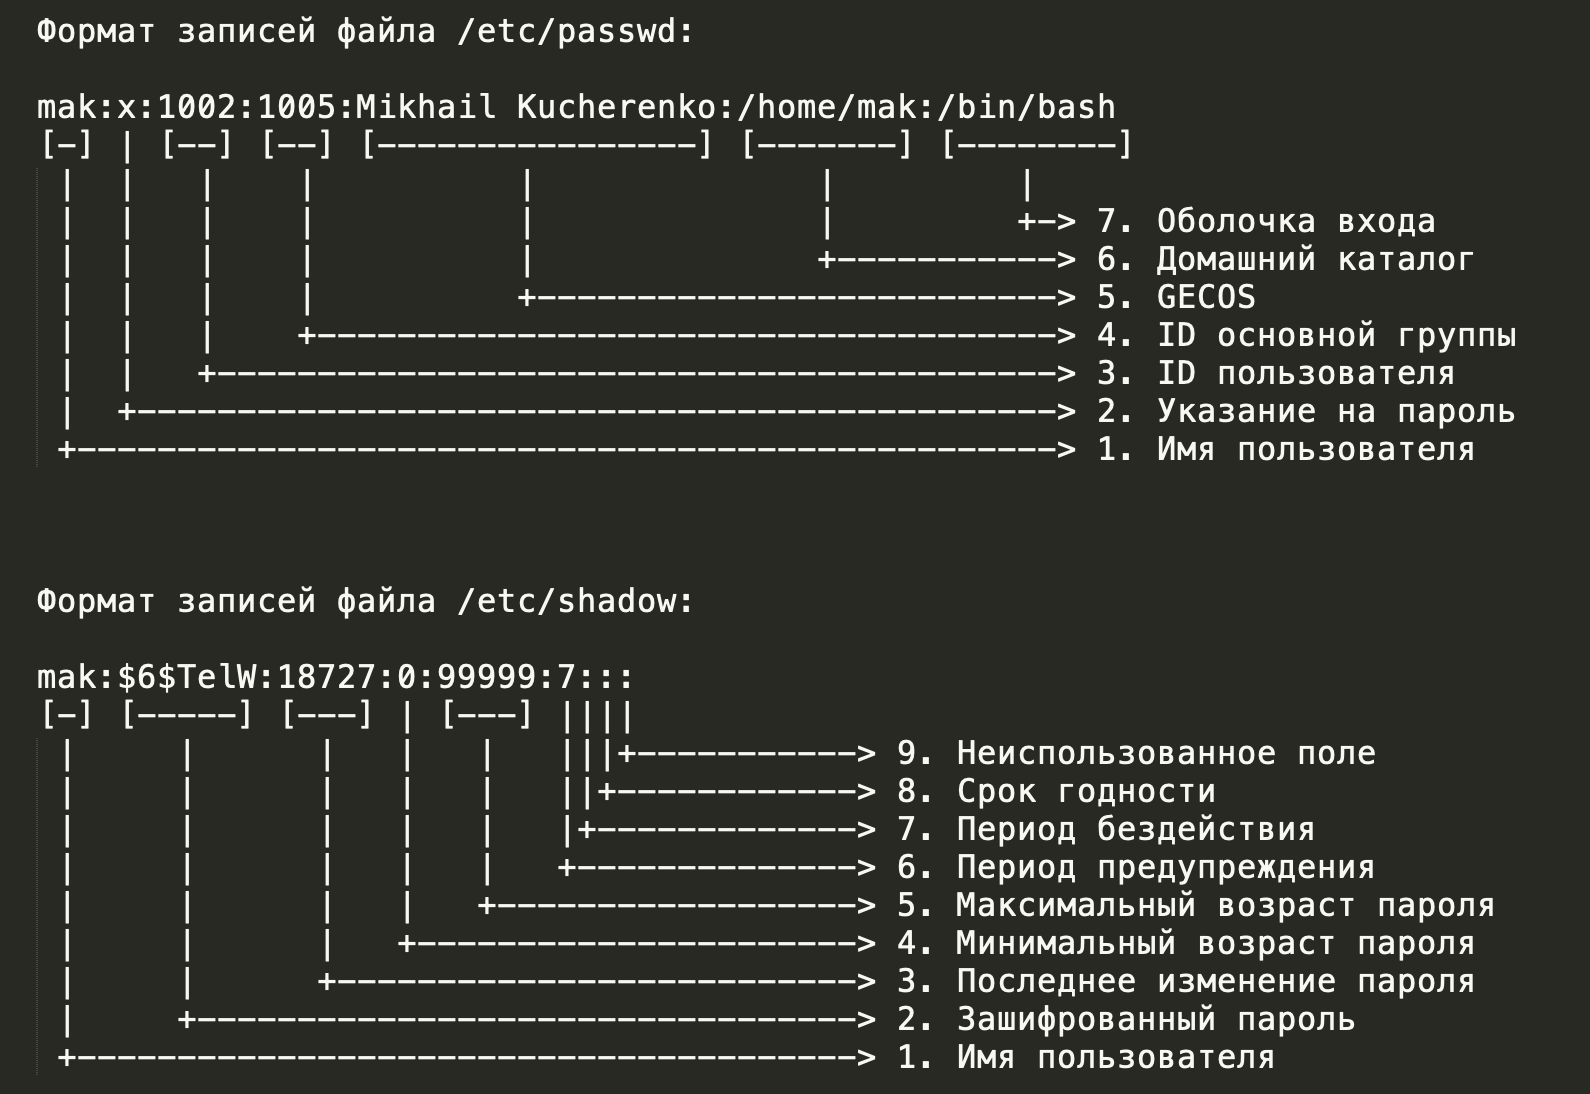 Формат записей файла /etc/passwd:
mak:x:1002:1005:Mikhail Kucherenko:/home/mak:/bin/bash
[-] | [--] [--] [----------------] [-------] [--------]
 |  |   |    |          |              |         |
 |  |   |    |          |              |         +-> 7. Оболочка входа
 |  |   |    |          |              +-----------> 6. Домашний каталог
 |  |   |    |          +--------------------------> 5. GECOS
 |  |   |    +-------------------------------------> 4. ID основной группы
 |  |   +------------------------------------------> 3. ID пользователя
 |  +----------------------------------------------> 2. Указание на пароль
 +-------------------------------------------------> 1. Имя пользователя
Формат записей файла /etc/shadow:
mak:$6$TelW:18727:0:99999:7:::
[-] [-----] [---] | [---] ||||
 |     |      |   |   |   |||+-----------> 9. Неиспользованное поле
 |     |      |   |   |   ||+------------> 8. Срок годности
 |     |      |   |   |   |+-------------> 7. Период бездействия
 |     |      |   |   |   +--------------> 6. Период предупреждения
 |     |      |   |   +------------------> 5. Максимальный возраст пароля
 |     |      |   +----------------------> 4. Минимальный возраст пароля
 |     |      +--------------------------> 3. Последнее изменение пароля
 |     +---------------------------------> 2. Зашифрованный пароль
 +---------------------------------------> 1. Имя пользователя